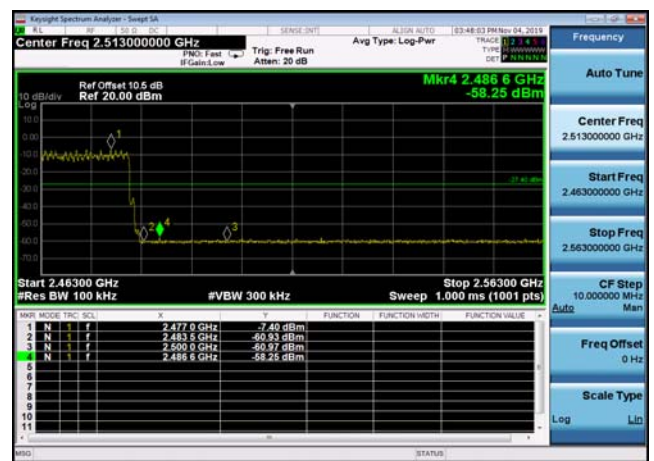 Keysight Spectrum Analyzer - Swept SA
RL RF 50 Ω DC SENSE:INT ALIGN AUTO 03:48:03 PM Nov 04, 2019
Center Freq 2.513000000 GHz
PNO: Fast
IFGain:Low
Trig: Free Run
Atten: 20 dB
Avg Type: Log-Pwr
TRACE 1 2 3 4 5 6
TYPE
DET P N N N N N
Ref Offset 10.5 dB
Ref 20.00 dBm
10 dB/div
Log
Mkr4 2.486 6 GHz
-58.25 dBm
10.0
0.00
-10.0
-20.0
-30.0
-40.0
-50.0
-60.0
-70.0
1
2
4
3
-27.40 dBm
Start 2.46300 GHz
Stop 2.56300 GHz
#Res BW 100 kHz
#VBW 300 kHz
Sweep 1.000 ms (1001 pts)
MKR MODE TRC SCL X Y FUNCTION FUNCTION WIDTH FUNCTION VALUE
1 N 1 f 2.477 0 GHz -7.40 dBm
2 N 1 f 2.483 5 GHz -60.93 dBm
3 N 1 f 2.500 0 GHz -60.97 dBm
4 N 1 f 2.486 6 GHz -58.25 dBm
5
6
7
8
9
10
11
MSG
STATUS
Frequency
Auto Tune
Center Freq
2.513000000 GHz
Start Freq
2.463000000 GHz
Stop Freq
2.563000000 GHz
CF Step
10.000000 MHz
Auto Man
Freq Offset
0 Hz
Scale Type
Log Lin